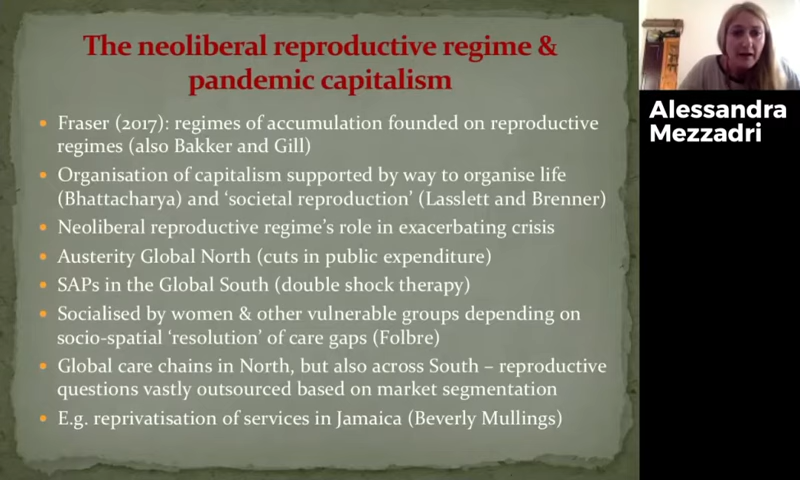 The neoliberal reproductive regime &
pandemic capitalism
• Fraser (2017): regimes of accumulation founded on reproductive
regimes (also Bakker and Gill)
• Organisation of capitalism supported by way to organise life
(Bhattacharya) and ‘societal reproduction’ (Lasslett and Brenner)
• Neoliberal reproductive regime’s role in exacerbating crisis
• Austerity Global North (cuts in public expenditure)
• SAPs in the Global South (double shock therapy)
• Socialised by women & other vulnerable groups depending on
socio-spatial ‘resolution’ of care gaps (Folbre)
• Global care chains in North, but also across South – reproductive
questions vastly outsourced based on market segmentation
• E.g. reprivatisation of services in Jamaica (Beverly Mullings)
Alessandra
Mezzadri